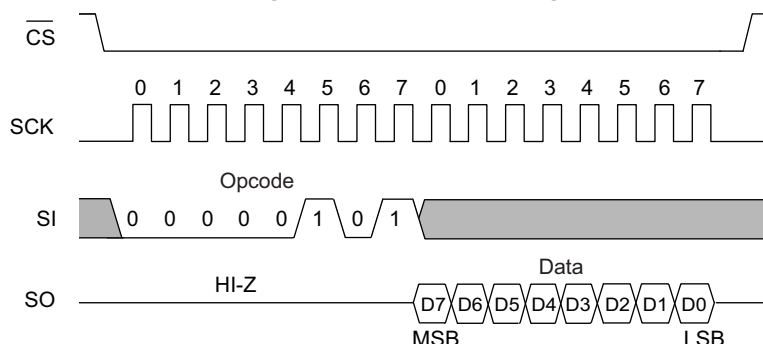 CS
0 1 2 3 4 5 6 7 0 1 2 3 4 5 6 7
SCK
Opcode
SI 0 0 0 0 0 1 0 1
Data
HI-Z
SO D7 D6 D5 D4 D3 D2 D1 D0
MSB LSB